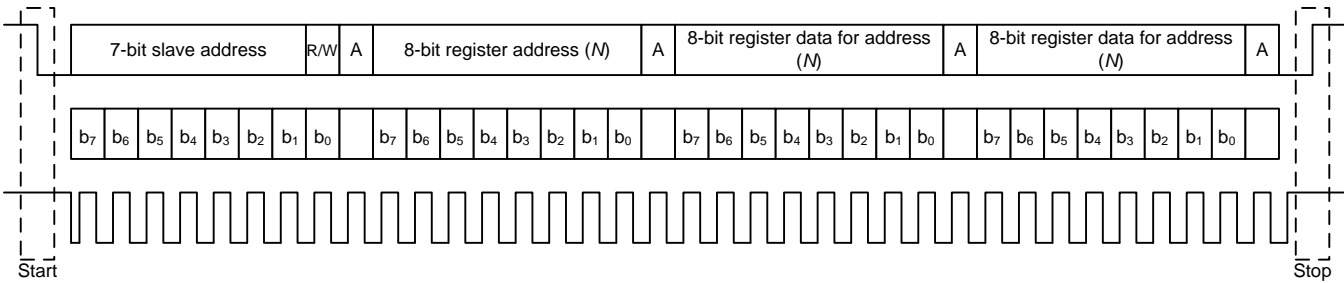 7-bit slave address R/W A 8-bit register address (N) A 8-bit register data for address (N) A 8-bit register data for address (N) A
b7 b6 b5 b4 b3 b2 b1 b0 b7 b6 b5 b4 b3 b2 b1 b0 b7 b6 b5 b4 b3 b2 b1 b0 b7 b6 b5 b4 b3 b2 b1 b0
Start Stop